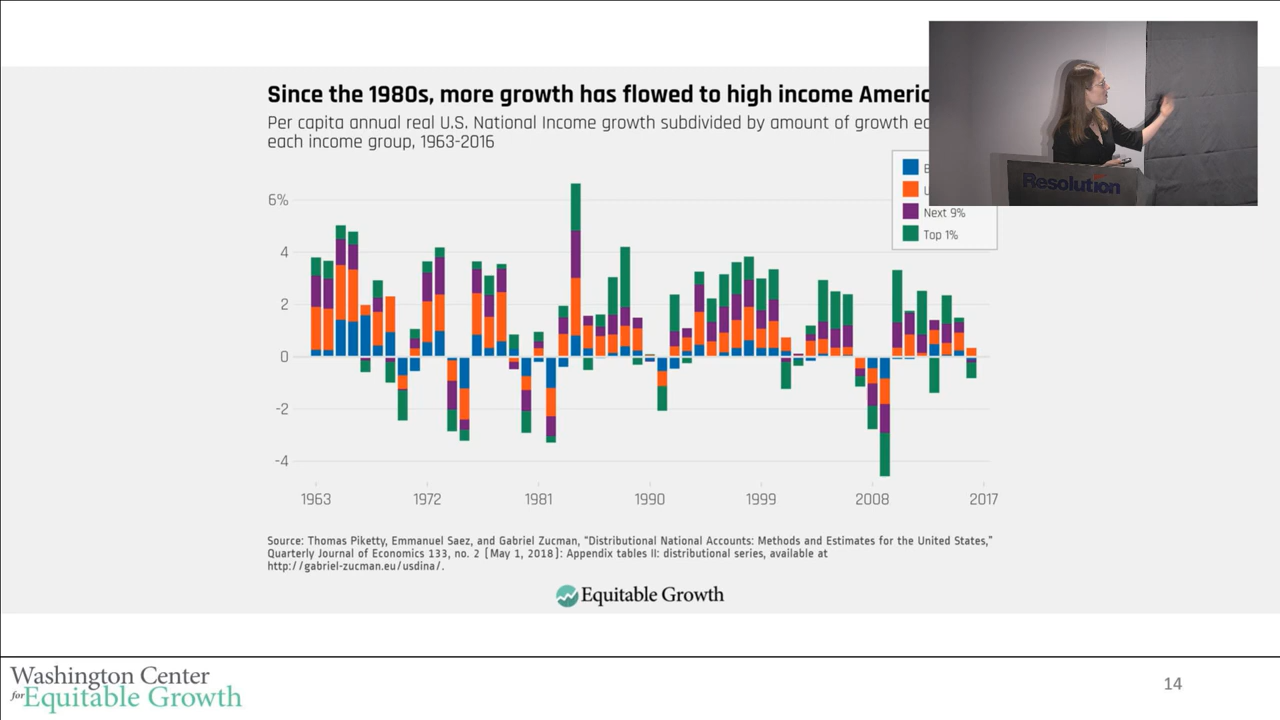 Since the 1980s, more growth has flowed to high income
Per capita annual real U.S. National Income growth subdivided by amount of growth
each income group, 1963-2016
Resolution
Next 9%
Top 1%
6%
4
2
0
-2
-4
1963 1972 1981 1990 1999 2008 2017
Source: Thomas Piketty, Emmanuel Saez, and Gabriel Zucman, “Distributional National Accounts: Methods and Estimates for the United States,”
Quarterly Journal of Economics 133, no. 2 (May 1, 2018): Appendix tables II: distributional series, available at
http://gabriel-zucman.eu/usdina/.
Equitable Growth
Washington Center
for Equitable Growth
14